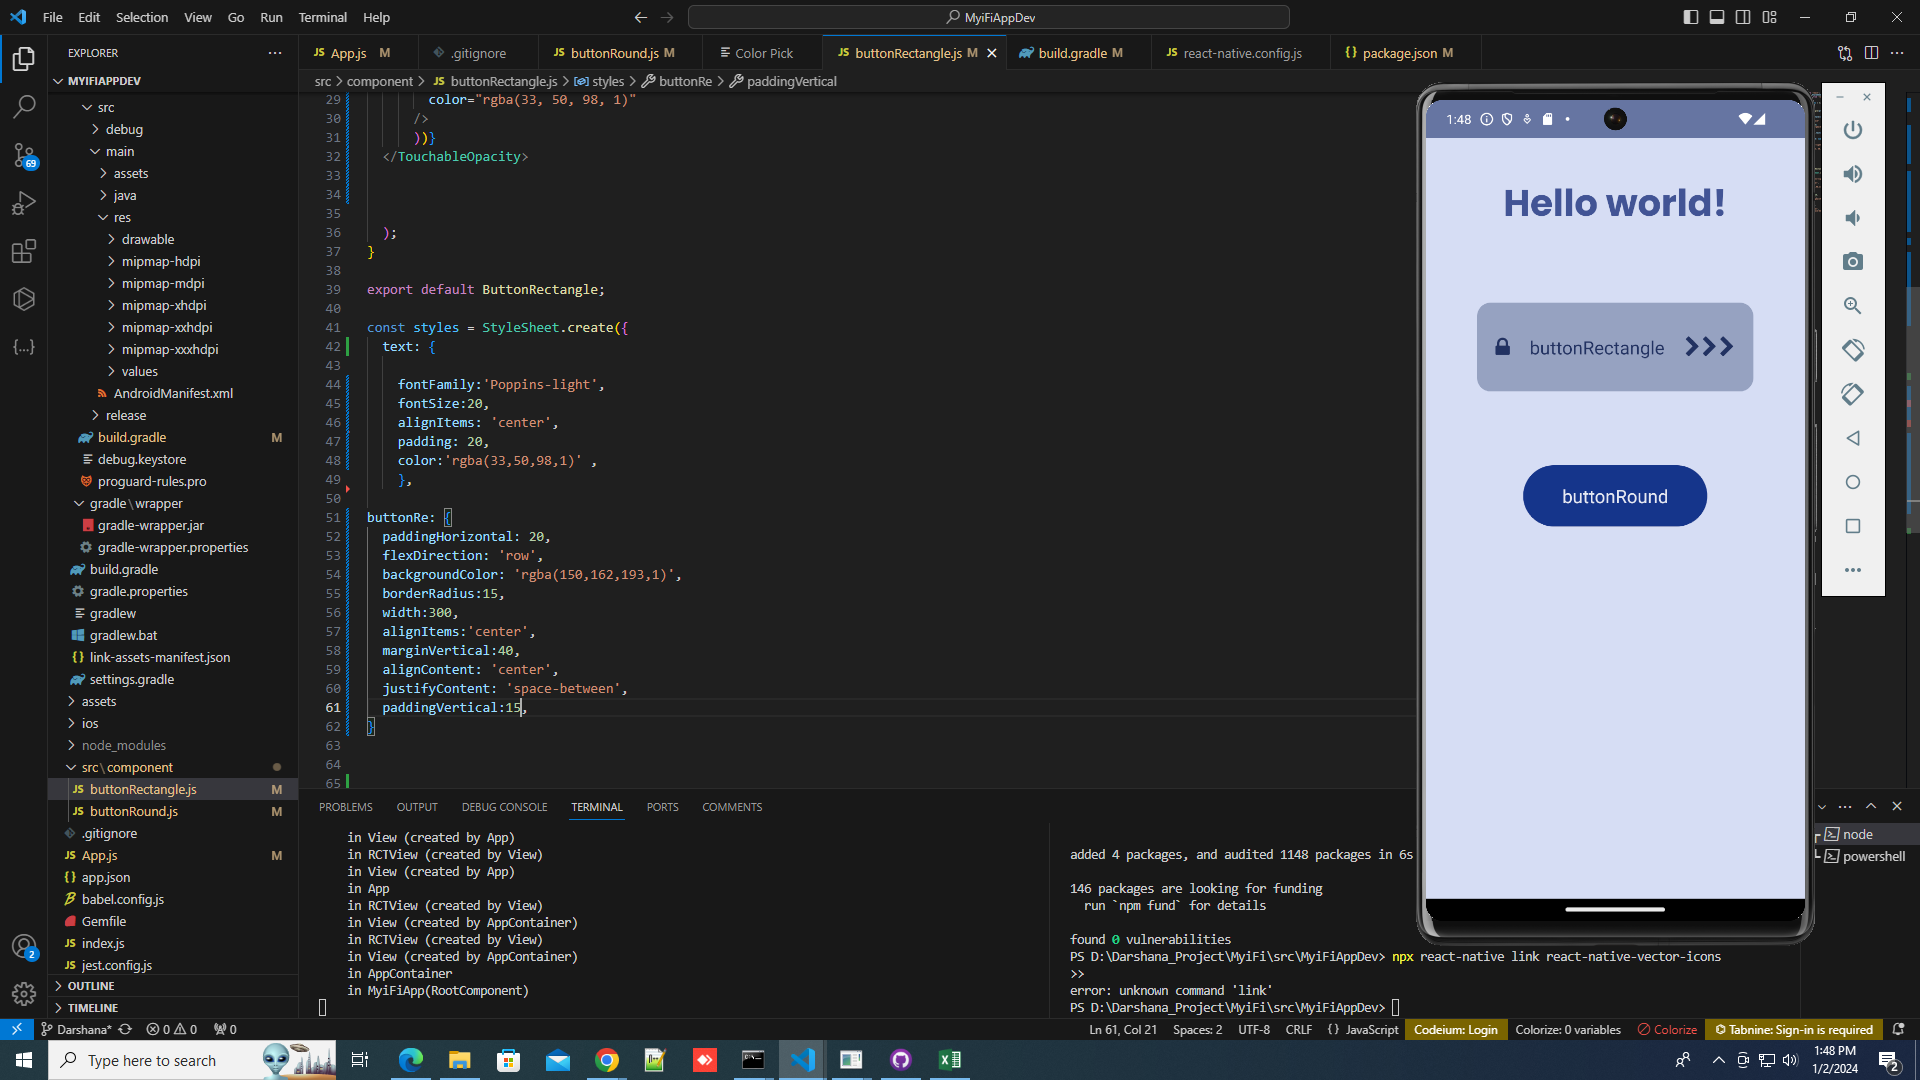 File Edit Selection View Go Run Terminal Help
MyiFiAppDev
EXPLORER
JS App.js M
.gitignore
JS buttonRound.js M
Color Pick
JS buttonRectangle.js M
build.gradle M
JS react-native.config.js
{} package.json M
MYIFIAPPDEV
src > component > JS buttonRectangle.js > styles > buttonRe > paddingVertical
src
debug
main
assets
java
res
drawable
mipmap-hdpi
mipmap-mdpi
mipmap-xhdpi
mipmap-xxhdpi
mipmap-xxxhdpi
values
AndroidManifest.xml
release
build.gradle M
debug.keystore
proguard-rules.pro
gradle\wrapper
gradle-wrapper.jar
gradle-wrapper.properties
build.gradle
gradle.properties
gradlew
gradlew.bat
{} link-assets-manifest.json
settings.gradle
assets
ios
node_modules
src\component
JS buttonRectangle.js M
JS buttonRound.js M
.gitignore
JS App.js M
{} app.json
babel.config.js
Gemfile
JS index.js
JS jest.config.js
OUTLINE
TIMELINE
69
{...}
2
29 color="rgba(33, 50, 98, 1)"
30 />
31 ))}
32 </TouchableOpacity>
33
34
35
36 );
37 }
38
39 export default ButtonRectangle;
40
41 const styles = StyleSheet.create({
42 text: {
43
44 fontFamily:'Poppins-light',
45 fontSize:20,
46 alignItems: 'center',
47 padding: 20,
48 color:'rgba(33,50,98,1)' ,
49 },
50
51 buttonRe: {
52 paddingHorizontal: 20,
53 flexDirection: 'row',
54 backgroundColor: 'rgba(150,162,193,1)',
55 borderRadius:15,
56 width:300,
57 alignItems:'center',
58 marginVertical:40,
59 alignContent: 'center',
60 justifyContent: 'space-between',
61 paddingVertical:15,
62 }
63
64
65
1:48
Hello world!
buttonRectangle
buttonRound
PROBLEMS OUTPUT DEBUG CONSOLE TERMINAL PORTS COMMENTS
in View (created by App)
in RCTView (created by View)
in View (created by App)
in App
in RCTView (created by View)
in View (created by AppContainer)
in RCTView (created by View)
in View (created by AppContainer)
in AppContainer
in MyiFiApp(RootComponent)
added 4 packages, and audited 1148 packages in 6s
146 packages are looking for funding
run `npm fund` for details
found 0 vulnerabilities
PS D:\Darshana_Project\MyiFi\src\MyiFiAppDev> npx react-native link react-native-vector-icons
>>
error: unknown command 'link'
PS D:\Darshana_Project\MyiFi\src\MyiFiAppDev>
node
powershell
Darshana* 0 0 0
Ln 61, Col 21 Spaces: 2 UTF-8 CRLF {} JavaScript Codeium: Login Colorize: 0 variables Colorize Tabnine: Sign-in is required
Type here to search
1:48 PM
1/2/2024
2